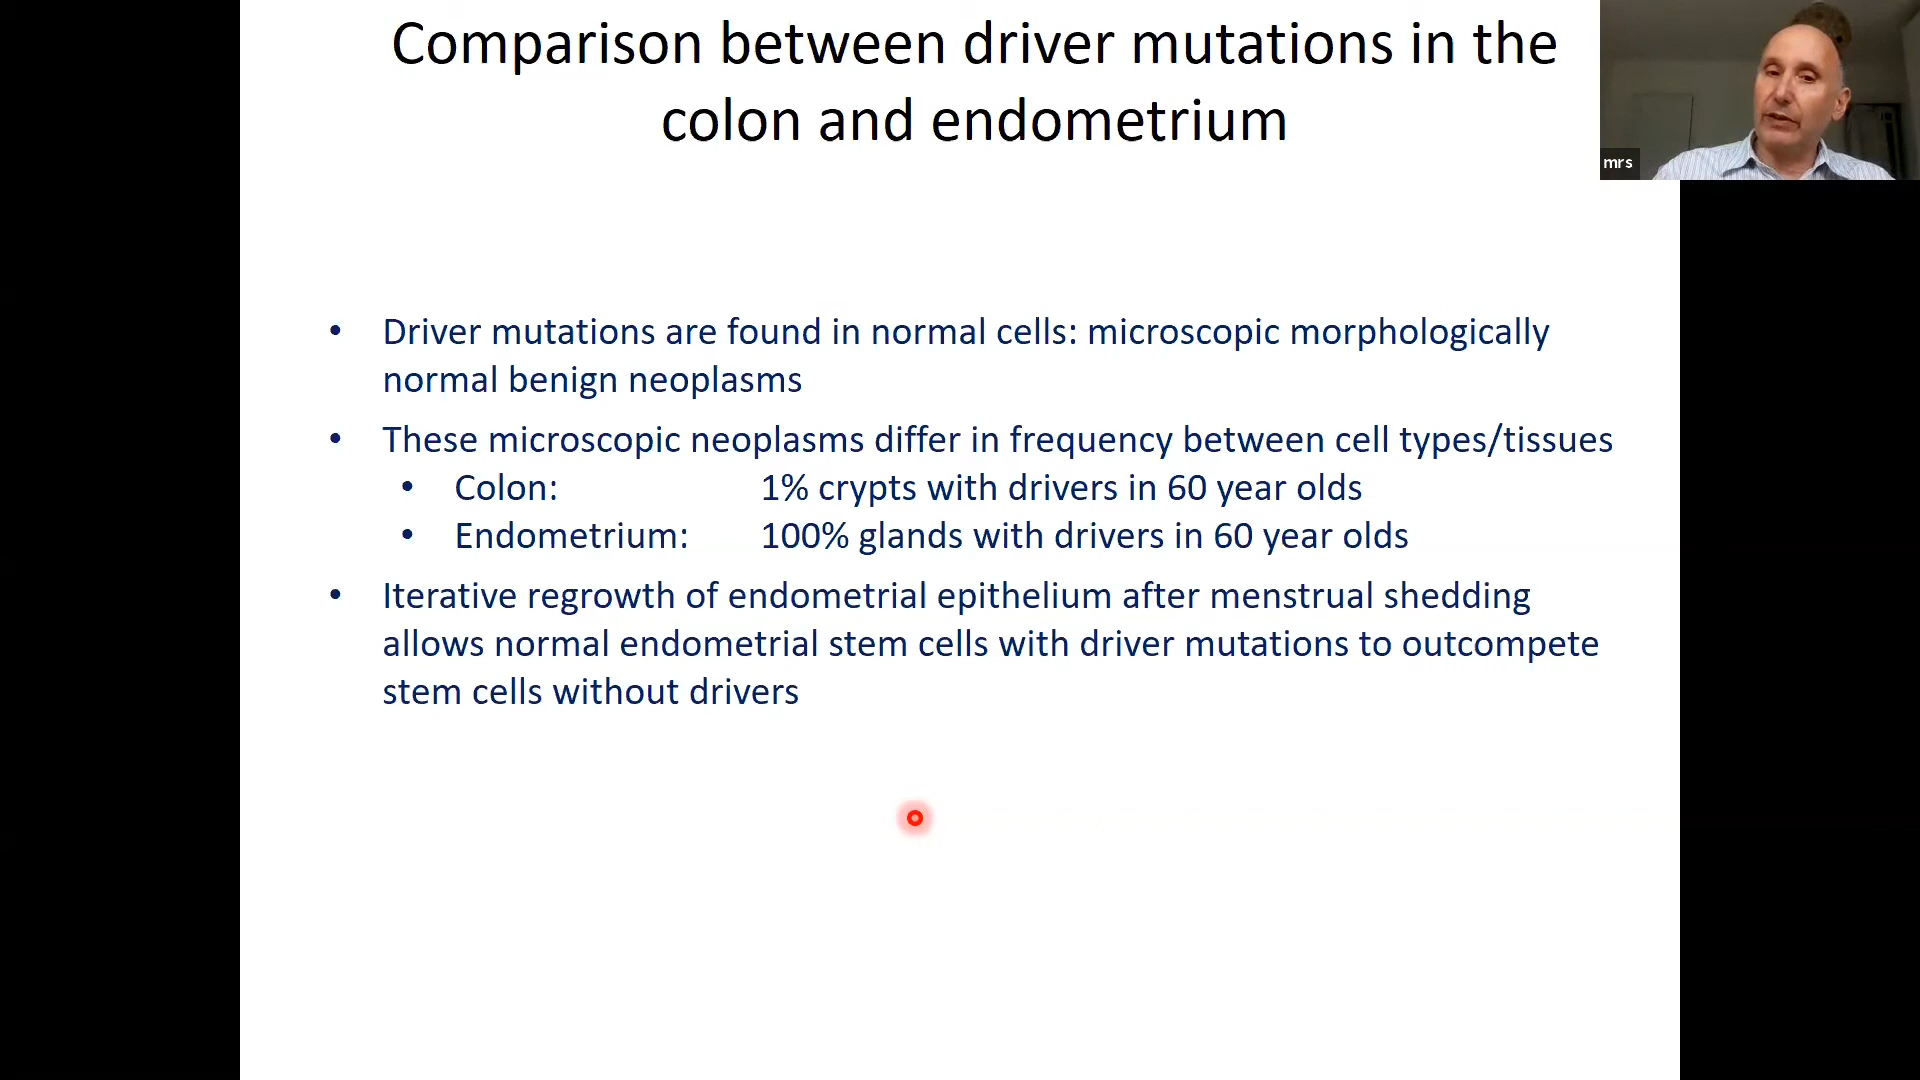 Comparison between driver mutations in the
colon and endometrium
mrs
• Driver mutations are found in normal cells: microscopic morphologically
normal benign neoplasms
• These microscopic neoplasms differ in frequency between cell types/tissues
• Colon: 1% crypts with drivers in 60 year olds
• Endometrium: 100% glands with drivers in 60 year olds
• Iterative regrowth of endometrial epithelium after menstrual shedding
allows normal endometrial stem cells with driver mutations to outcompete
stem cells without drivers